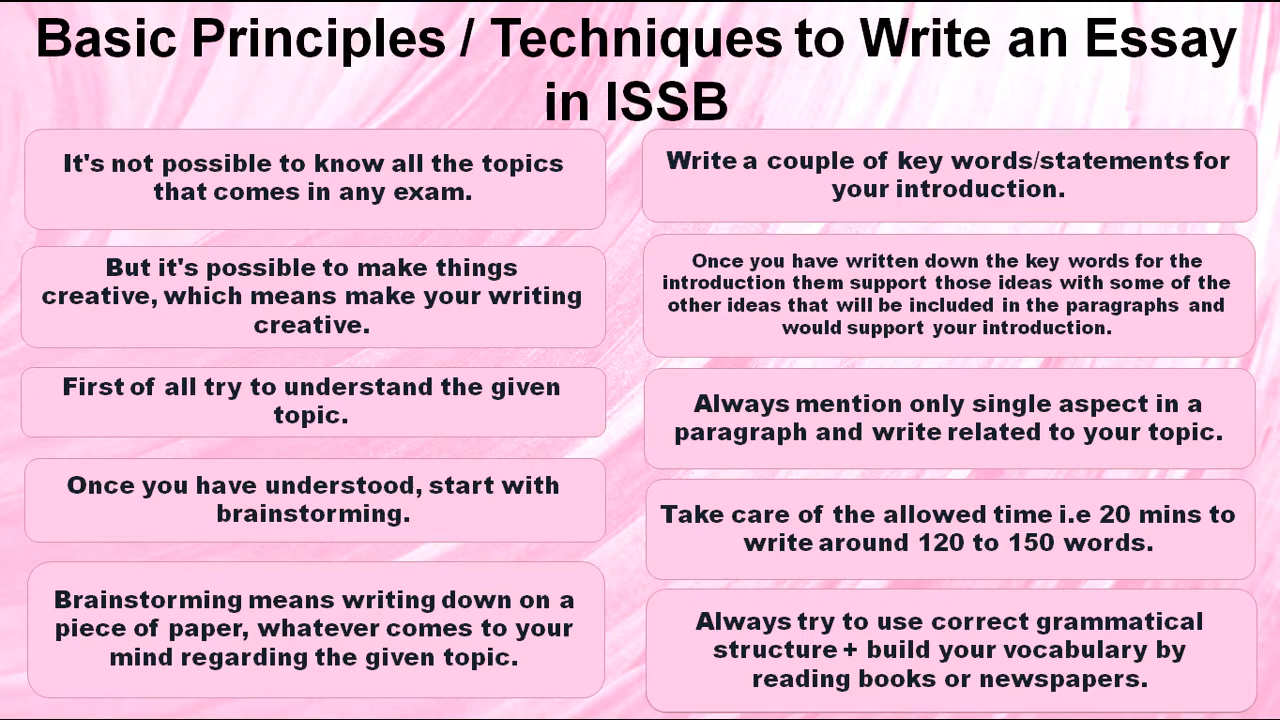 Basic Principles / Techniques to Write an Essay
in ISSB
It's not possible to know all the topics
that comes in any exam.
But it's possible to make things
creative, which means make your writing
creative.
First of all try to understand the given
topic.
Once you have understood, start with
brainstorming.
Brainstorming means writing down on a
piece of paper, whatever comes to your
mind regarding the given topic.
Write a couple of key words/statements for
your introduction.
Once you have written down the key words for the
introduction them support those ideas with some of the
other ideas that will be included in the paragraphs and
would support your introduction.
Always mention only single aspect in a
paragraph and write related to your topic.
Take care of the allowed time i.e 20 mins to
write around 120 to 150 words.
Always try to use correct grammatical
structure + build your vocabulary by
reading books or newspapers.